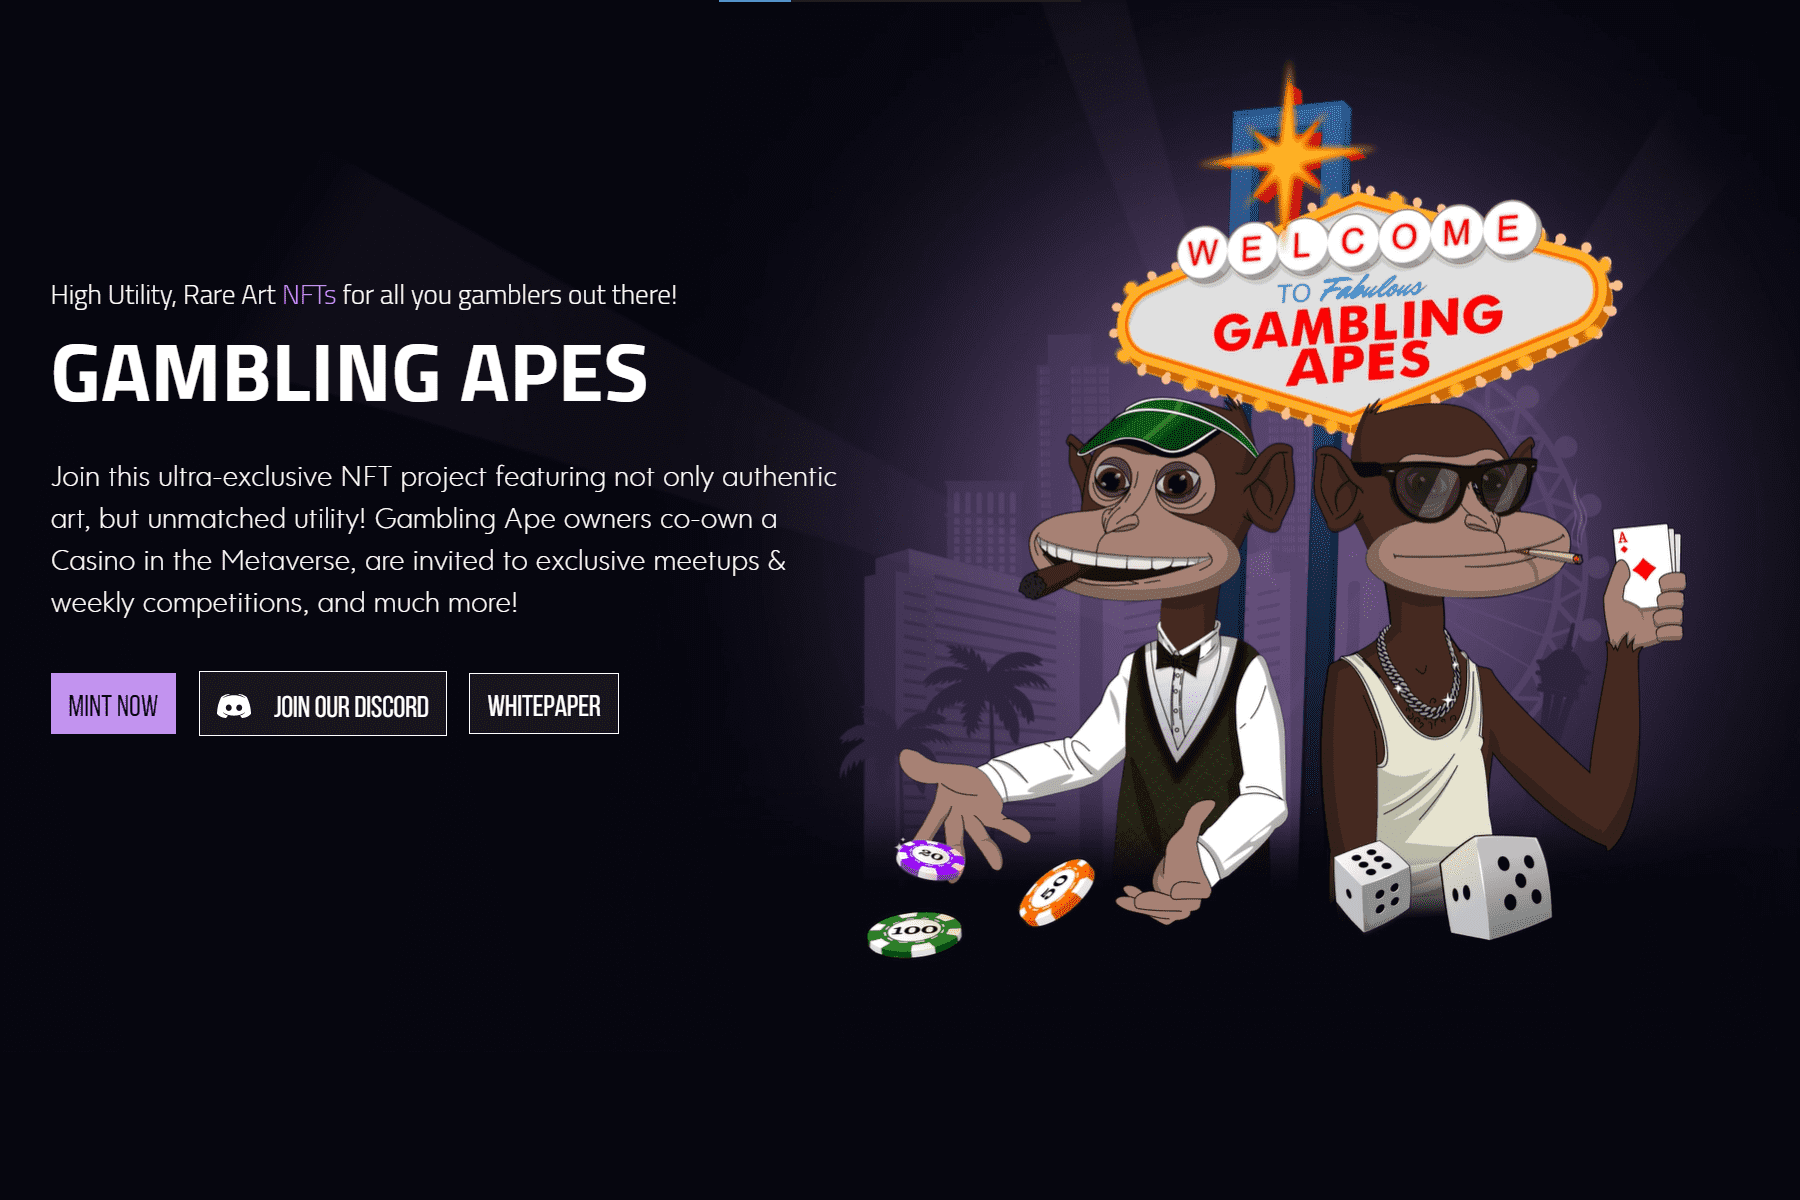 High Utility, Rare Art NFTs for all you gamblers out there!
GAMBLING APES
Join this ultra-exclusive NFT project featuring not only authentic
art, but unmatched utility! Gambling Ape owners co-own a
Casino in the Metaverse, are invited to exclusive meetups &
weekly competitions, and much more!
MINT NOW
JOIN OUR DISCORD
WHITEPAPER
WELCOME
TO Fabulous
GAMBLING
APES
A
20
50
100